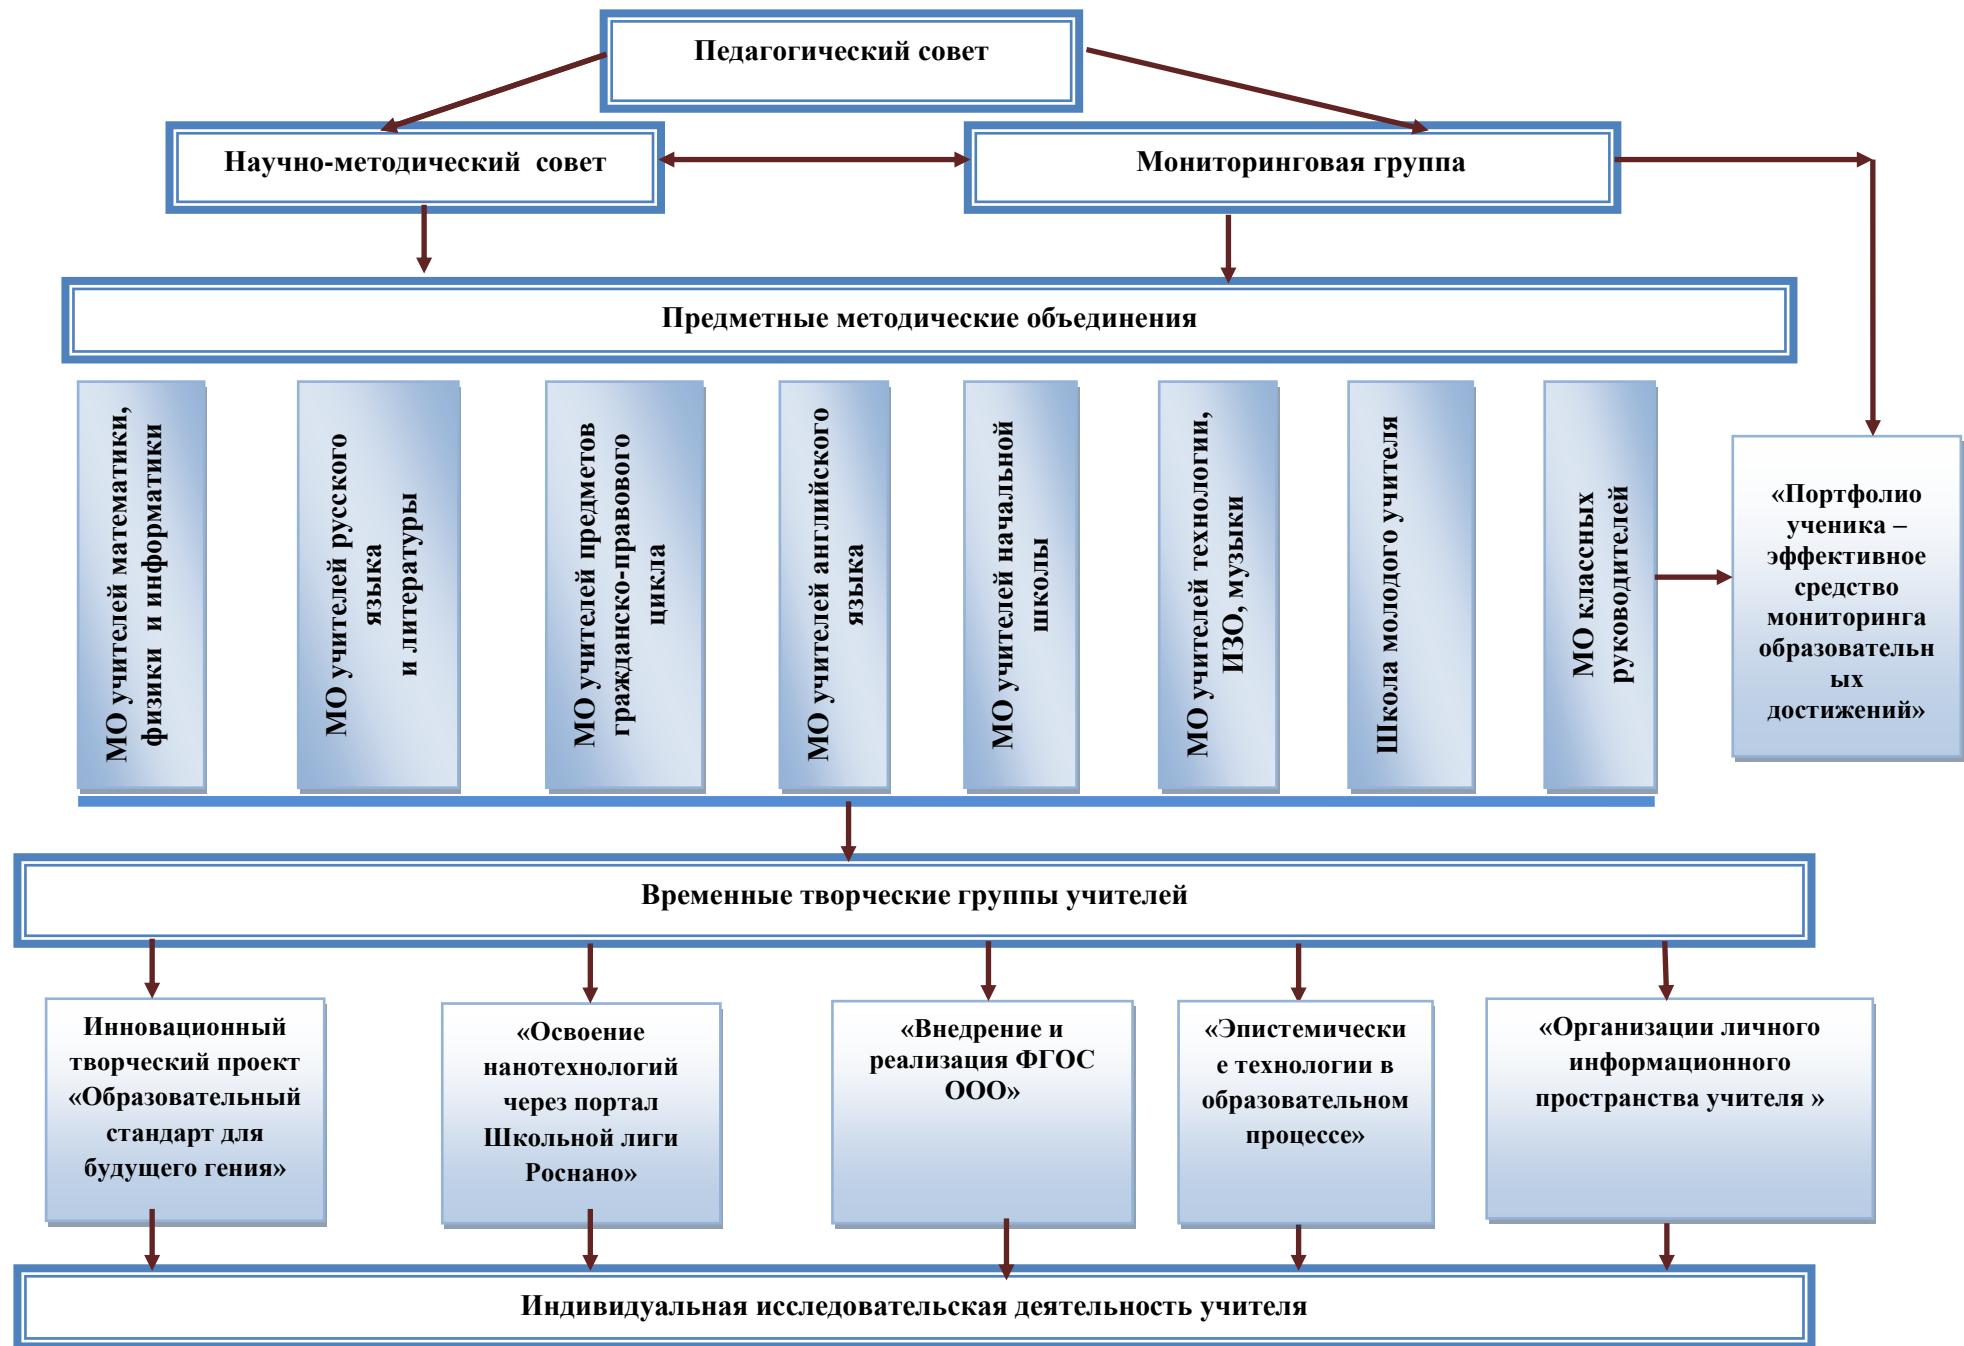 Педагогический совет
Научно-методический  совет
Мониторинговая группа
Предметные методические объединения
МО учителей математики,
физики  и информатики
МО учителей русского
языка
и литературы
МО учителей предметов
гражданско-правового
цикла
МО учителей английского
языка
МО учителей начальной
школы
МО учителей технологии,
ИЗО, музыки
Школа молодого учителя
МО классных
руководителей
«Портфолио
ученика –
эффективное
средство
мониторинга
образовательн
ых
достижений»
Временные творческие группы учителей
Инновационный
творческий проект
«Образовательный
стандарт для
будущего гения»
«Освоение
нанотехнологий
через портал
Школьной лиги
Роснано»
«Внедрение и
реализация ФГОС
ООО»
«Эпистемически
е технологии в
образовательном
процессе»
«Организации личного
информационного
пространства учителя »
Индивидуальная исследовательская деятельность учителя